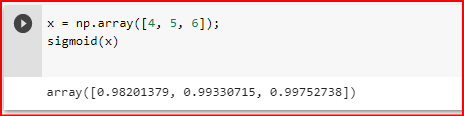 x = np.array([4, 5, 6]);
sigmoid(x)
array([0.98201379, 0.99330715, 0.99752738])